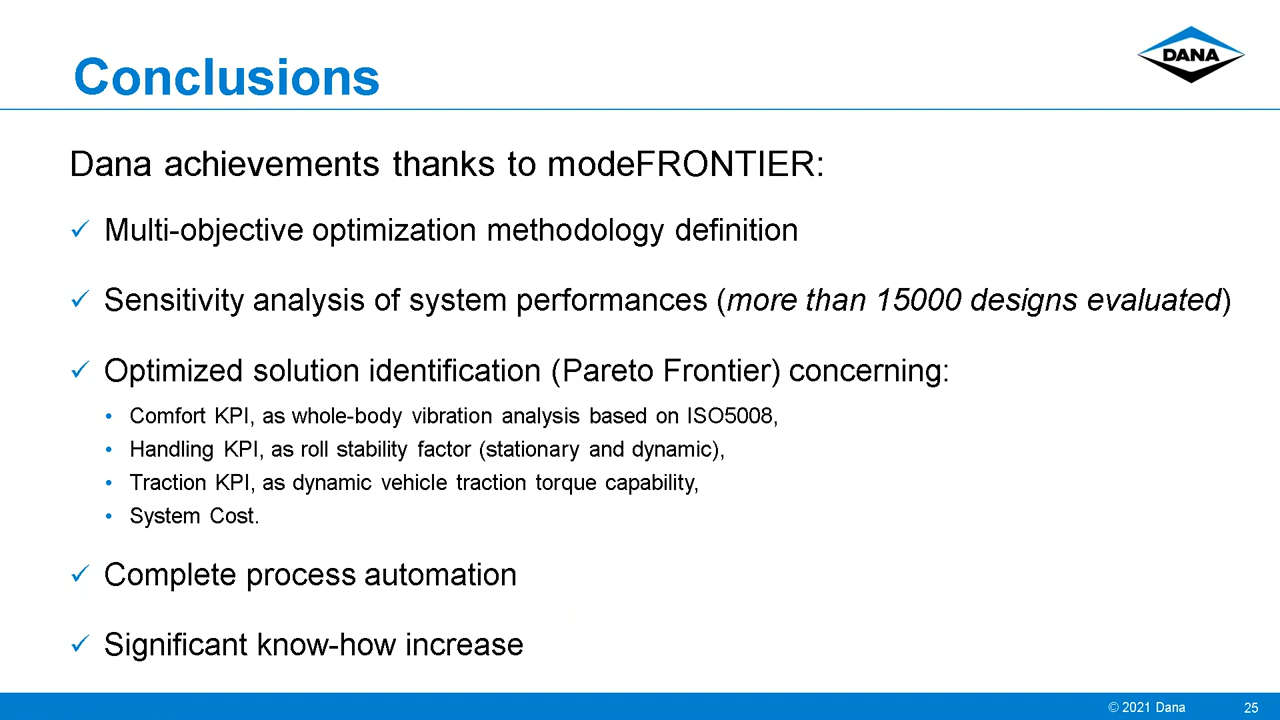 Conclusions
DANA
Dana achievements thanks to modeFRONTIER:
✓ Multi-objective optimization methodology definition
✓ Sensitivity analysis of system performances (more than 15000 designs evaluated)
✓ Optimized solution identification (Pareto Frontier) concerning:
• Comfort KPI, as whole-body vibration analysis based on ISO5008,
• Handling KPI, as roll stability factor (stationary and dynamic),
• Traction KPI, as dynamic vehicle traction torque capability,
• System Cost.
✓ Complete process automation
✓ Significant know-how increase
© 2021 Dana 25